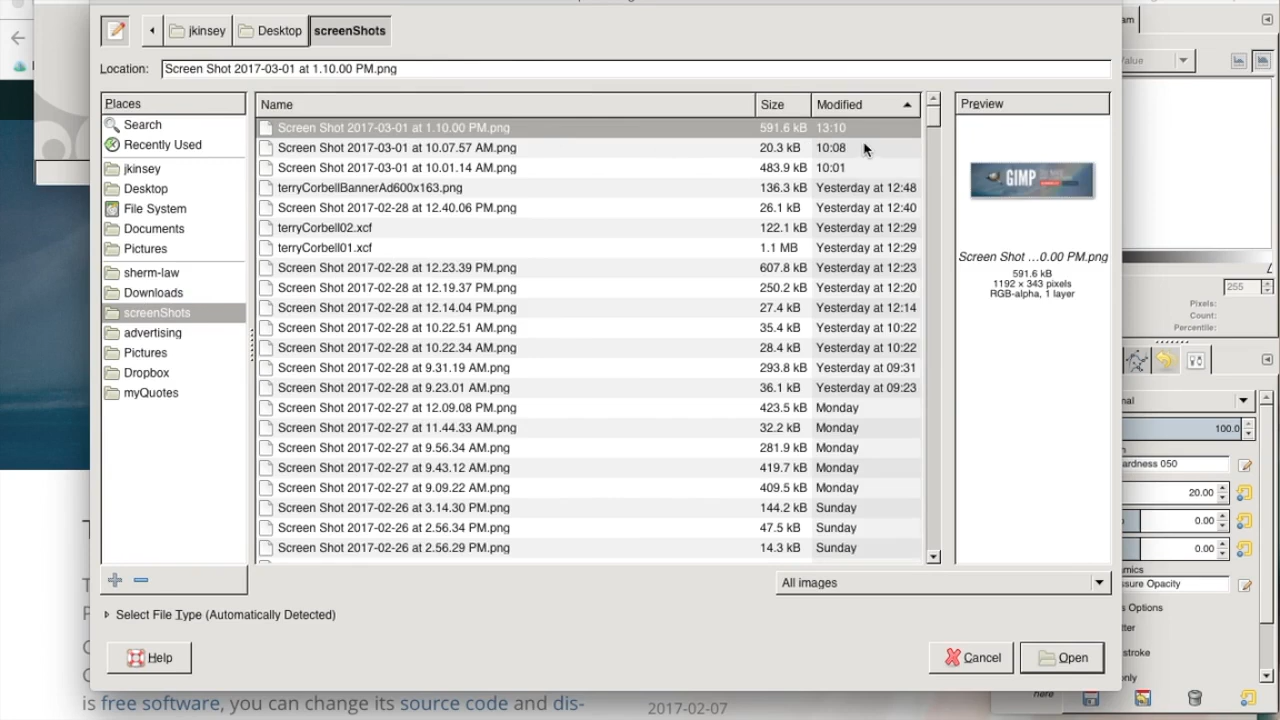 jkinsey Desktop screenShots
Location: Screen Shot 2017-03-01 at 1.10.00 PM.png
Places
Search
Recently Used
jkinsey
Desktop
File System
Documents
Pictures
sherm-law
Downloads
screenShots
advertising
Pictures
Dropbox
myQuotes
Name Size Modified
Screen Shot 2017-03-01 at 1.10.00 PM.png 591.6 kB 13:10
Screen Shot 2017-03-01 at 10.07.57 AM.png 20.3 kB 10:08
Screen Shot 2017-03-01 at 10.01.14 AM.png 483.9 kB 10:01
terryCorbellBannerAd600x163.png 136.3 kB Yesterday at 12:48
Screen Shot 2017-02-28 at 12.40.06 PM.png 26.1 kB Yesterday at 12:40
terryCorbell02.xcf 122.1 kB Yesterday at 12:29
terryCorbell01.xcf 1.1 MB Yesterday at 12:29
Screen Shot 2017-02-28 at 12.23.39 PM.png 607.8 kB Yesterday at 12:23
Screen Shot 2017-02-28 at 12.19.37 PM.png 250.2 kB Yesterday at 12:20
Screen Shot 2017-02-28 at 12.14.04 PM.png 27.4 kB Yesterday at 12:14
Screen Shot 2017-02-28 at 10.22.51 AM.png 35.4 kB Yesterday at 10:22
Screen Shot 2017-02-28 at 10.22.34 AM.png 28.4 kB Yesterday at 10:22
Screen Shot 2017-02-28 at 9.31.19 AM.png 293.8 kB Yesterday at 09:31
Screen Shot 2017-02-28 at 9.23.01 AM.png 36.1 kB Yesterday at 09:23
Screen Shot 2017-02-27 at 12.09.08 PM.png 423.5 kB Monday
Screen Shot 2017-02-27 at 11.44.33 AM.png 32.2 kB Monday
Screen Shot 2017-02-27 at 9.56.34 AM.png 281.9 kB Monday
Screen Shot 2017-02-27 at 9.43.12 AM.png 419.7 kB Monday
Screen Shot 2017-02-27 at 9.09.22 AM.png 409.5 kB Monday
Screen Shot 2017-02-26 at 3.14.30 PM.png 144.2 kB Sunday
Screen Shot 2017-02-26 at 2.56.34 PM.png 47.5 kB Sunday
Screen Shot 2017-02-26 at 2.56.29 PM.png 14.3 kB Sunday
Preview
GIMP
Screen Shot ...0.00 PM.png
591.6 kB
1192 x 343 pixels
RGB-alpha, 1 layer
All images
Select File Type (Automatically Detected)
Help Cancel Open
am
alue
255
Pixels:
Count:
Percentile:
nal
100.0
ardness 050
20.00
0.00
0.00
mics
ssure Opacity
s Options
tter
stroke
only
here
is free software, you can change its source code and dis-
2017-02-07